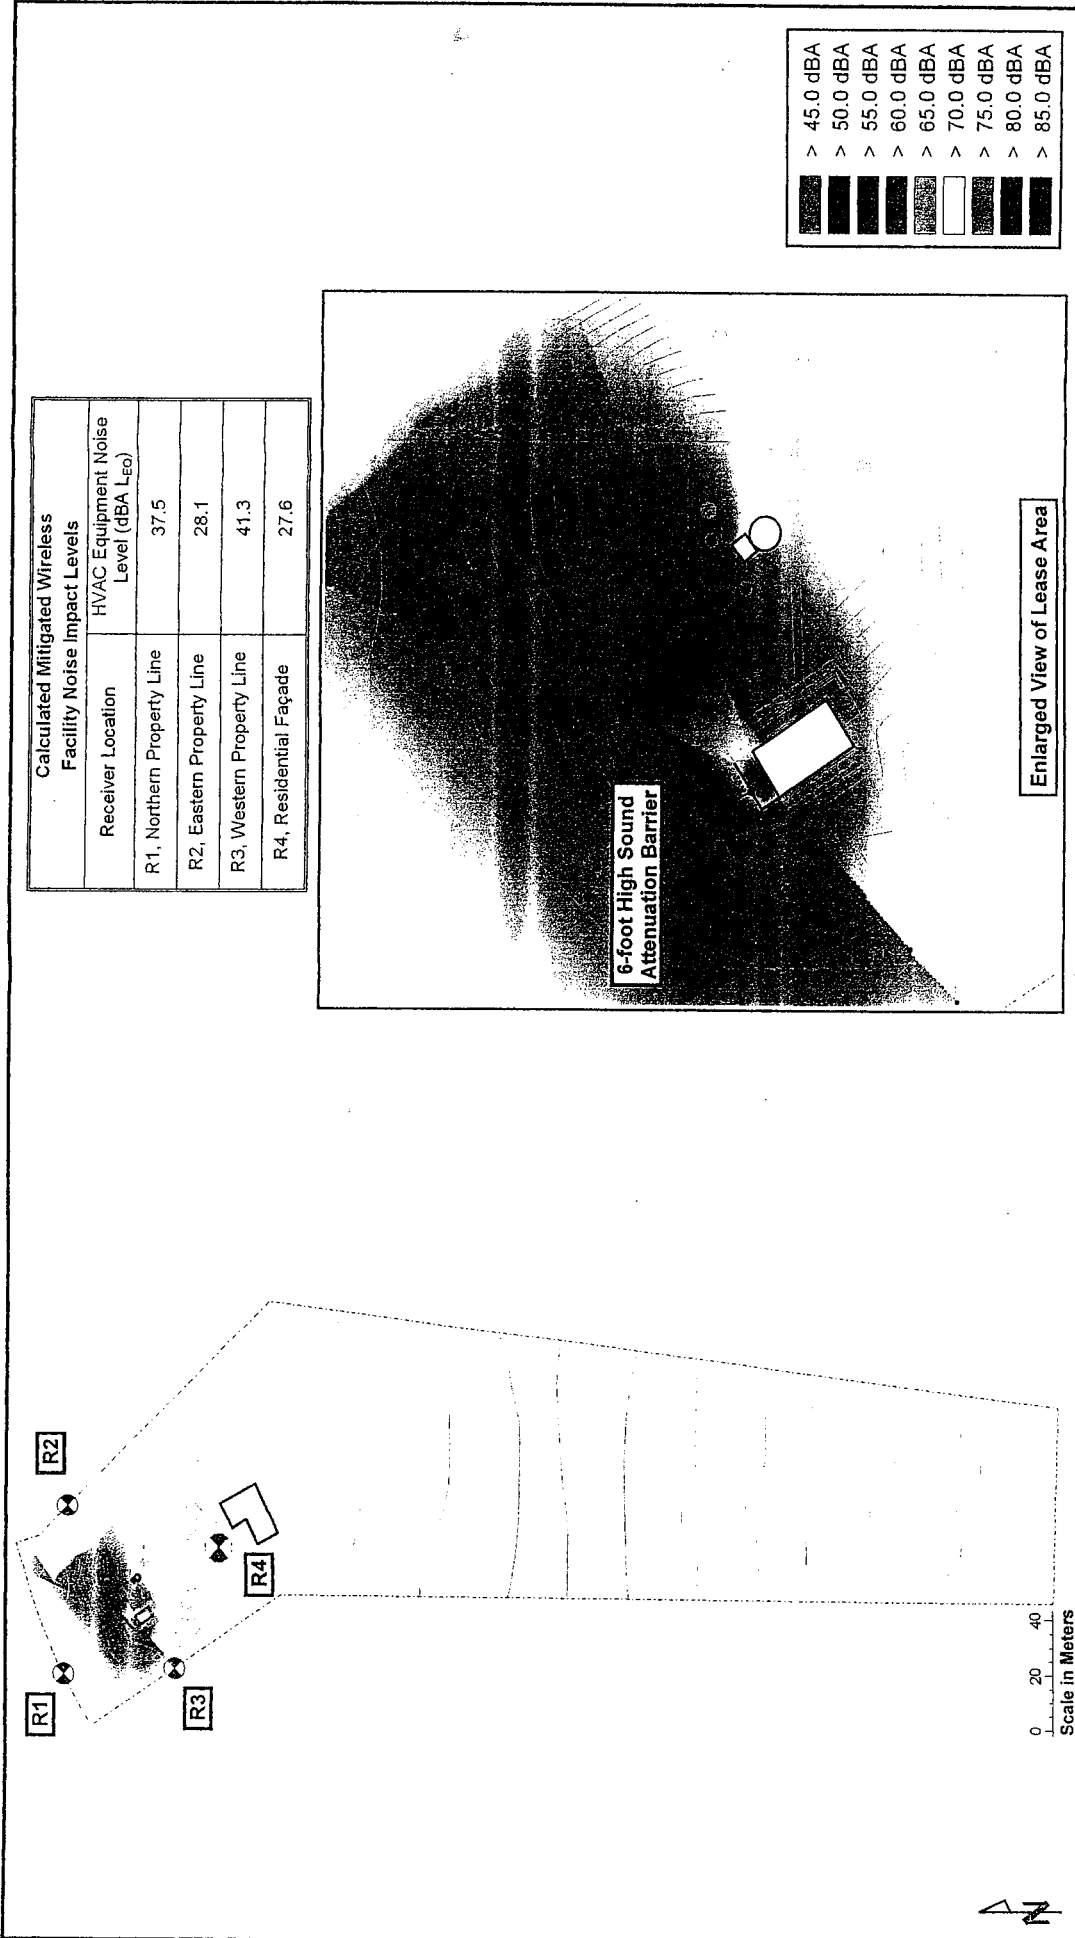 Calculated Mitigated Wireless
Facility Noise Impact Levels
Receiver Location
HVAC Equipment Noise
Level (dBA LEQ)
R1, Northern Property Line
37.5
R2, Eastern Property Line
28.1
R3, Western Property Line
41.3
R4, Residential Façade
27.6
> 45.0 dBA
> 50.0 dBA
> 55.0 dBA
> 60.0 dBA
> 65.0 dBA
> 70.0 dBA
> 75.0 dBA
> 80.0 dBA
> 85.0 dBA
6-foot High Sound
Attenuation Barrier
Enlarged View of Lease Area
R1
R2
R3
R4
0 20 40
Scale in Meters
N